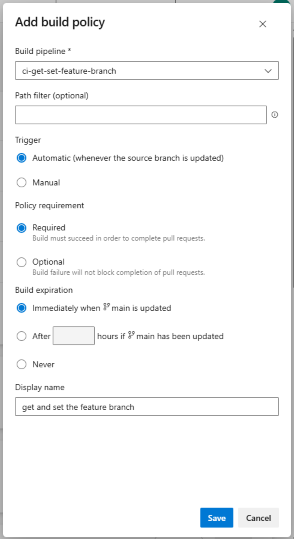 Add build policy
Build pipeline *
ci-get-set-feature-branch
Path filter (optional)
Trigger
Automatic (whenever the source branch is updated)
Manual
Policy requirement
Required
Build must succeed in order to complete pull requests.
Optional
Build failure will not block completion of pull requests.
Build expiration
Immediately when main is updated
After hours if main has been updated
Never
Display name
get and set the feature branch
Save Cancel